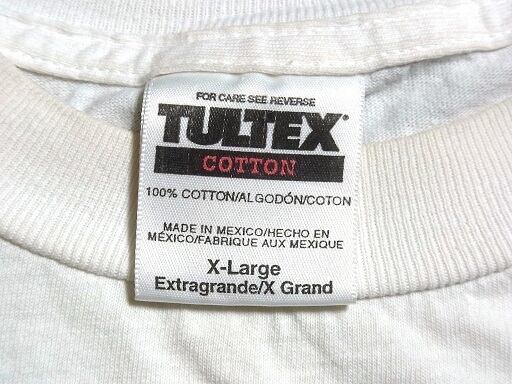 FOR CARE SEE REVERSE
TULTEX®
COTTON
100% COTTON/ALGODÓN/COTON
MADE IN MEXICO/HECHO EN
MÉXICO/FABRIQUE AUX MEXIQUE
X-Large
Extragrande/X Grand